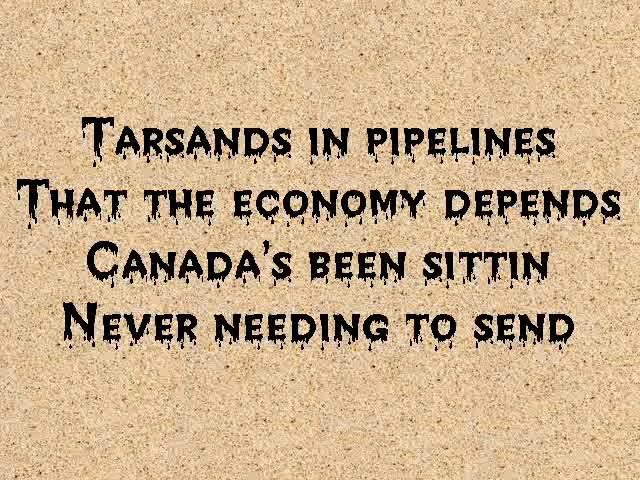 Tarsands in pipelines
That the economy depends
Canada's been sittin
Never needing to send